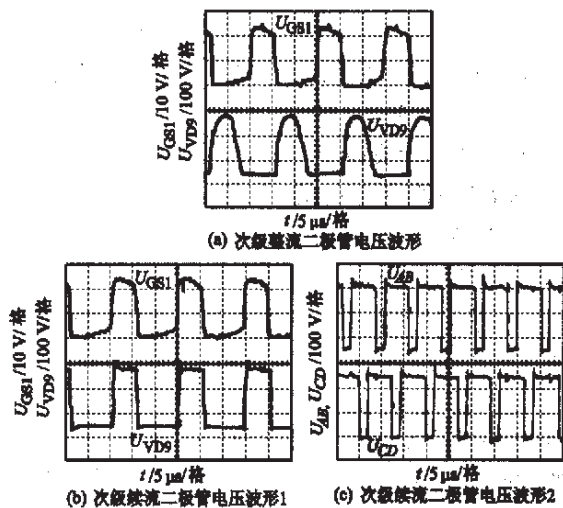 U_GS1/10 V/格
U_VD9/100 V/格
U_GS1
U_VD9
t/5 μs/格
(a) 次级整流二极管电压波形
U_GS1/10 V/格
U_VD9/100 V/格
U_GS1
U_VD9
t/5 μs/格
(b) 次级续流二极管电压波形1
U_AB, U_CD/100 V/格
U_AB
U_CD
t/5 μs/格
(c) 次级续流二极管电压波形2